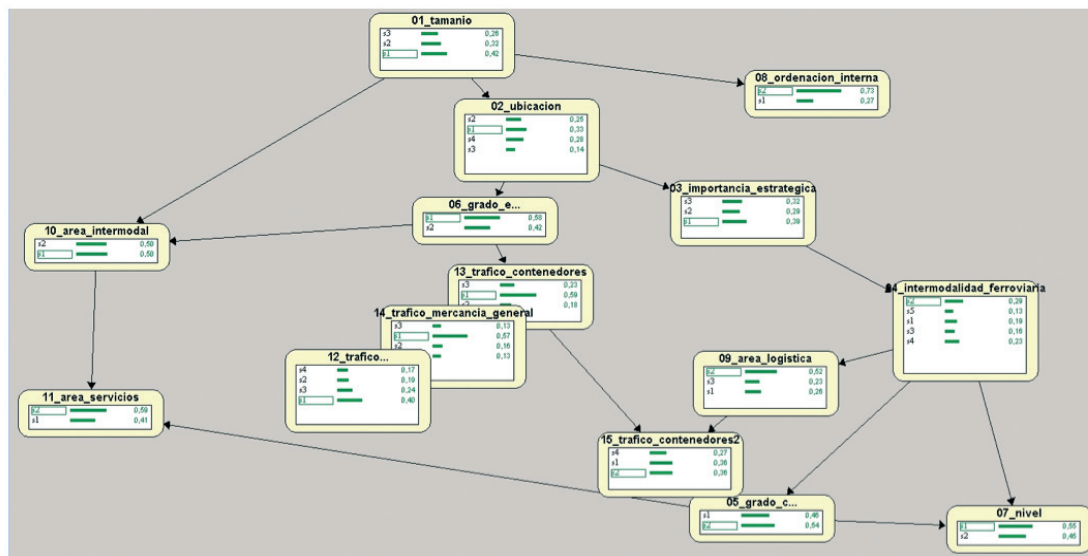 01_tamanio
s3 0,26
s2 0,32
s1 0,42
08_ordenacion_interna
s2 0,73
s1 0,27
02_ubicacion
s2 0,25
s1 0,33
s4 0,28
s3 0,14
03_importancia_estrategica
s3 0,32
s2 0,29
s1 0,39
06_grado_e...
s1 0,58
s2 0,42
10_area_intermodal
s2 0,50
s1 0,50
13_trafico_contenedores
s3 0,23
s1 0,59
0,18
14_trafico_mercancia_general
s3 0,13
s1 0,57
s2 0,16
0,13
04_intermodalidad_ferroviaria
s2 0,29
s5 0,13
s1 0,19
s3 0,16
s4 0,23
12_trafico...
s4 0,17
s2 0,19
s3 0,24
s1 0,40
09_area_logistica
s2 0,52
s3 0,23
s1 0,26
11_area_servicios
s2 0,59
s1 0,41
15_trafico_contenedores2
s4 0,27
s1 0,36
s2 0,36
05_grado_c...
s1 0,46
s2 0,54
07_nivel
s1 0,55
s2 0,45